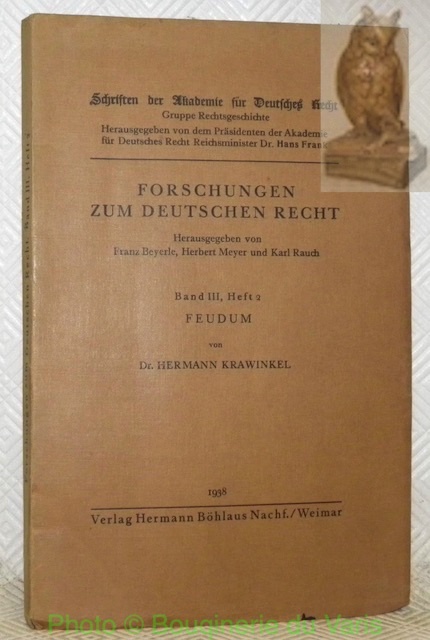 Schriften der Akademie für Deutsches Recht
Gruppe Rechtsgeschichte
Herausgegeben von dem Präsidenten der Akademie
für Deutsches Recht Reichsminister Dr. Hans Frank
FORSCHUNGEN
ZUM DEUTSCHEN RECHT
Herausgegeben von
Franz Beyerle, Herbert Meyer und Karl Rauch
Band III, Heft 2
FEUDUM
von
Dr. HERMANN KRAWINKEL
1938
Verlag Hermann Böhlaus Nachf./Weimar
Photo © Bouquinerie du Varis